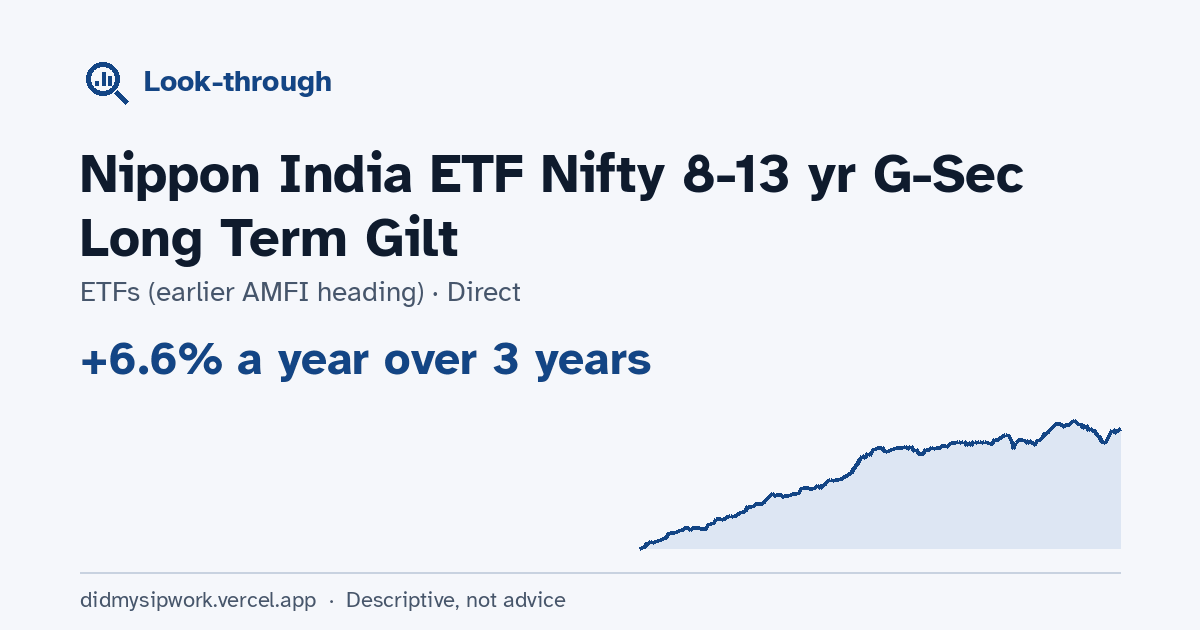 Look-through
Nippon India ETF Nifty 8-13 yr G-Sec
Long Term Gilt
ETFs (earlier AMFI heading) · Direct
+6.6% a year over 3 years
didmysipwork.vercel.app · Descriptive, not advice